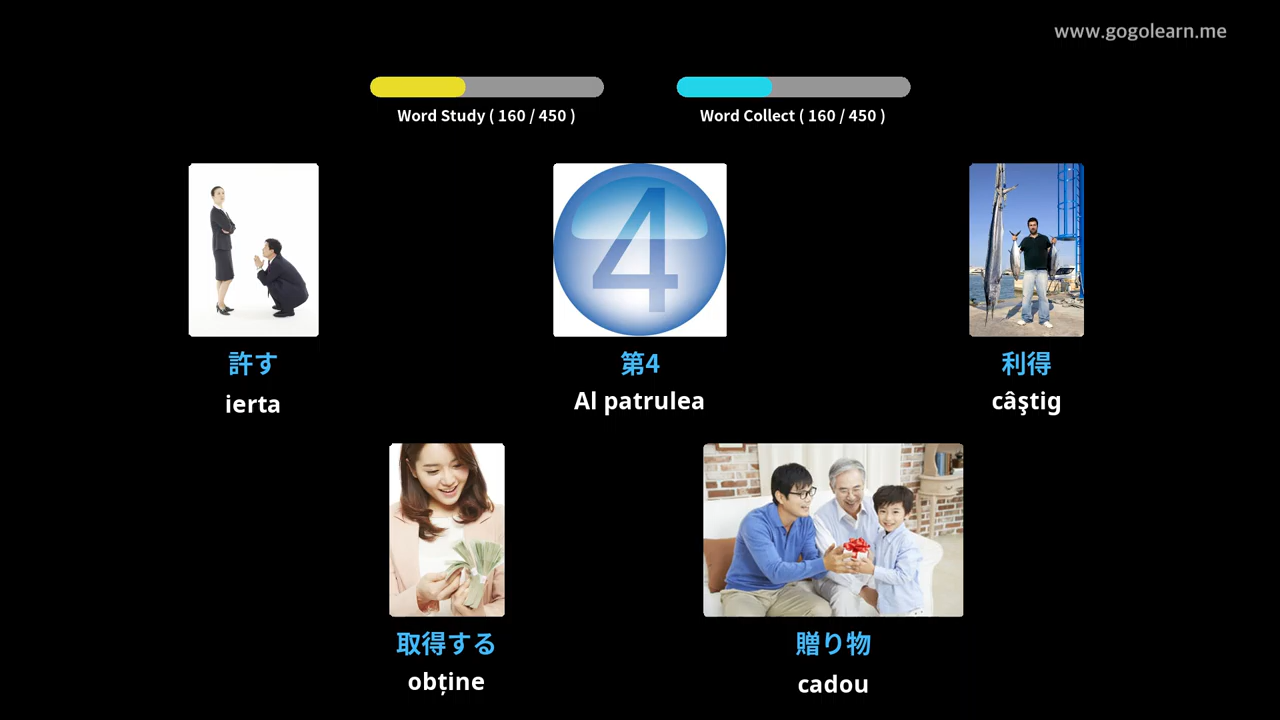 www.gogolearn.me
Word Study ( 160 / 450 )
Word Collect ( 160 / 450 )
4
許す
ierta
第4
Al patrulea
利得
câştig
取得する
obține
贈り物
cadou